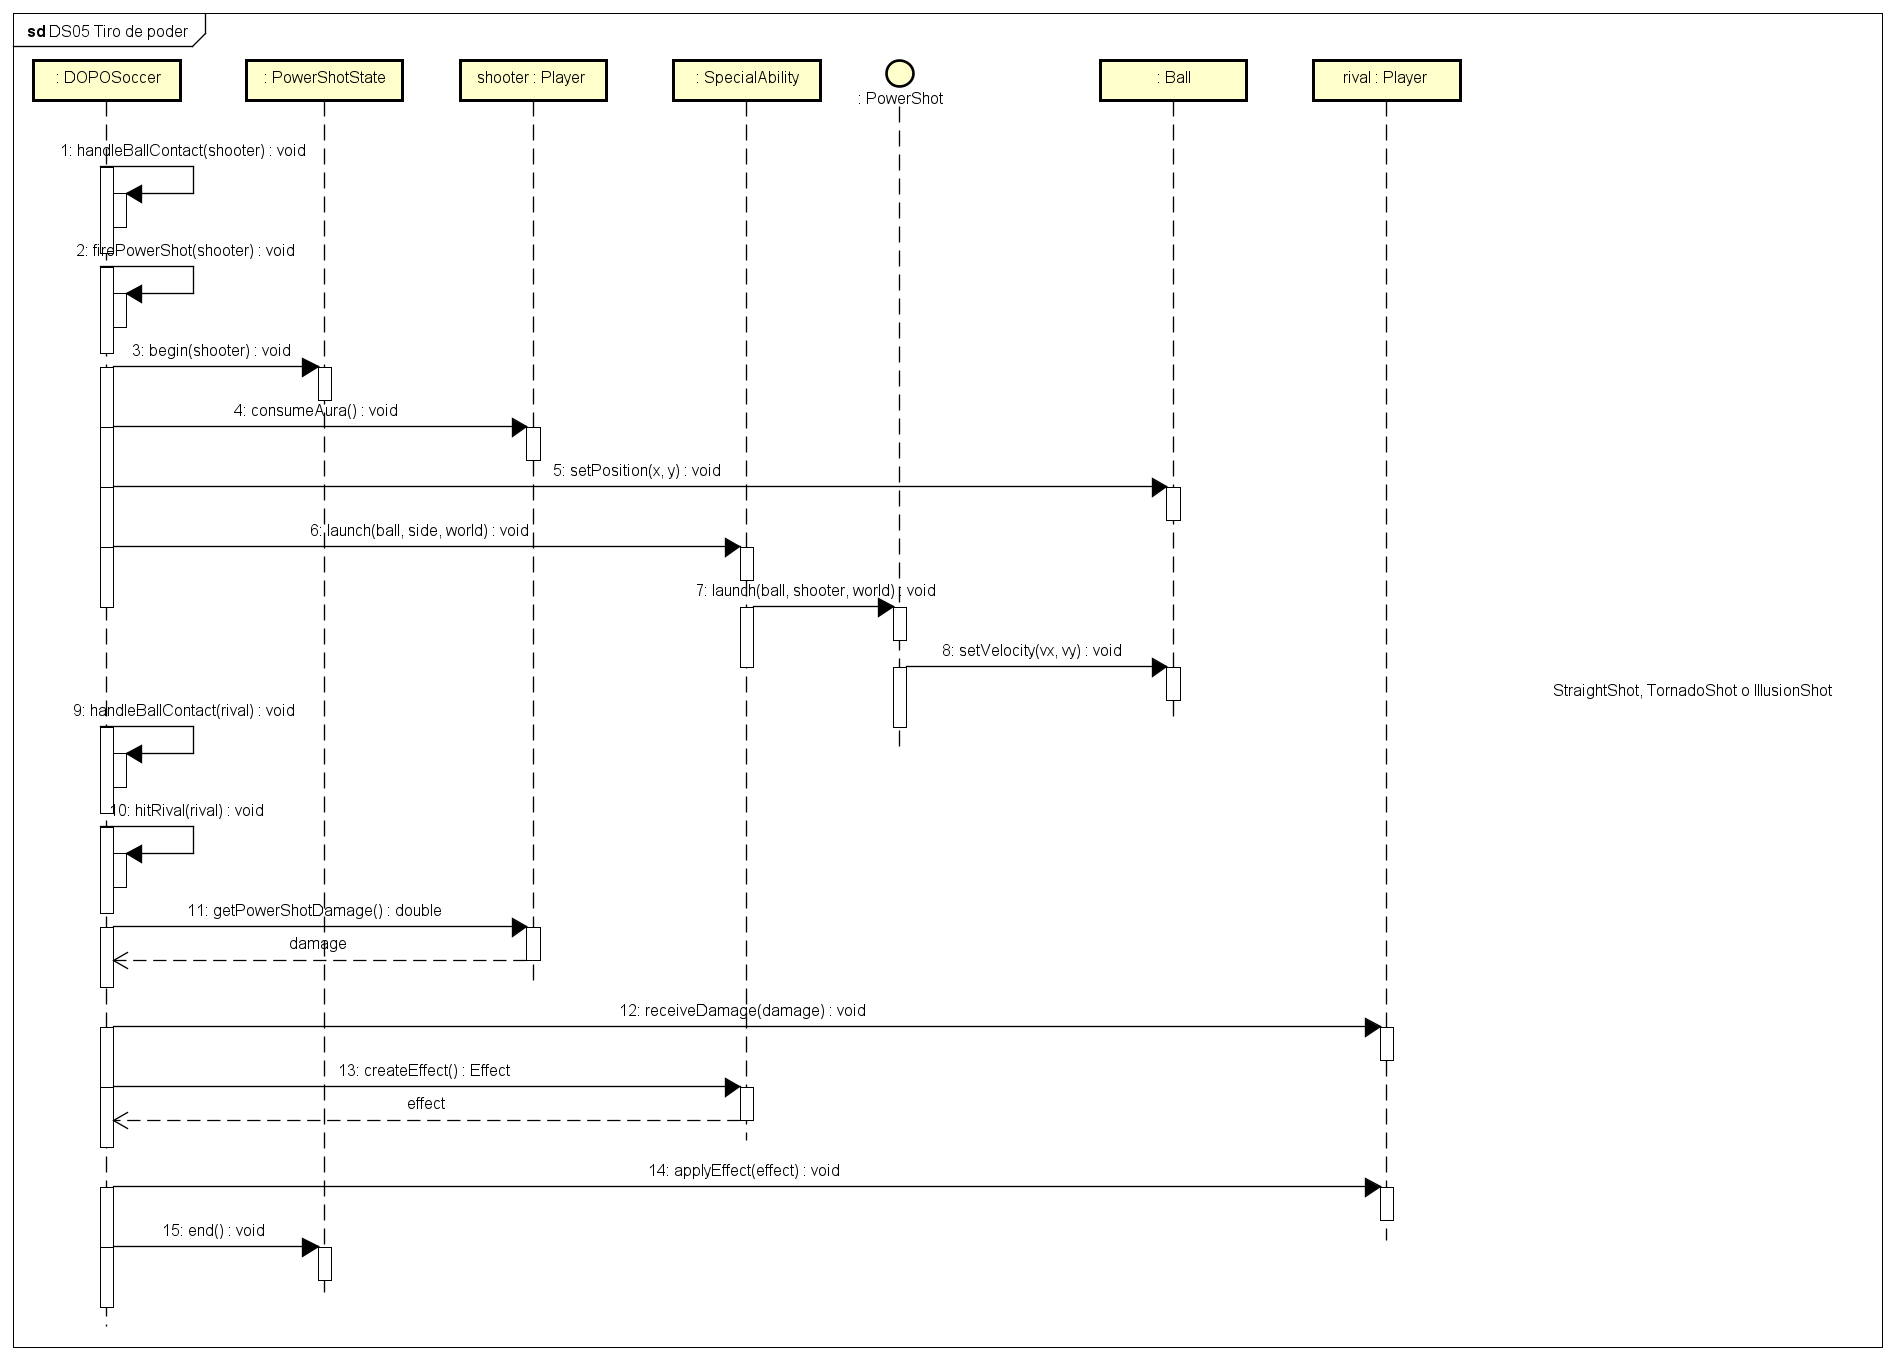 sd DS05 Tiro de poder
: DOPOSoccer
: PowerShotState
shooter : Player
: SpecialAbility
: PowerShot
: Ball
rival : Player
1: handleBallContact(shooter) : void
2: firePowerShot(shooter) : void
3: begin(shooter) : void
4: consumeAura() : void
5: setPosition(x, y) : void
6: launch(ball, side, world) : void
7: launch(ball, shooter, world) : void
8: setVelocity(vx, vy) : void
StraightShot, TornadoShot o IllusionShot
9: handleBallContact(rival) : void
10: hitRival(rival) : void
11: getPowerShotDamage() : double
damage
12: receiveDamage(damage) : void
13: createEffect() : Effect
effect
14: applyEffect(effect) : void
15: end() : void